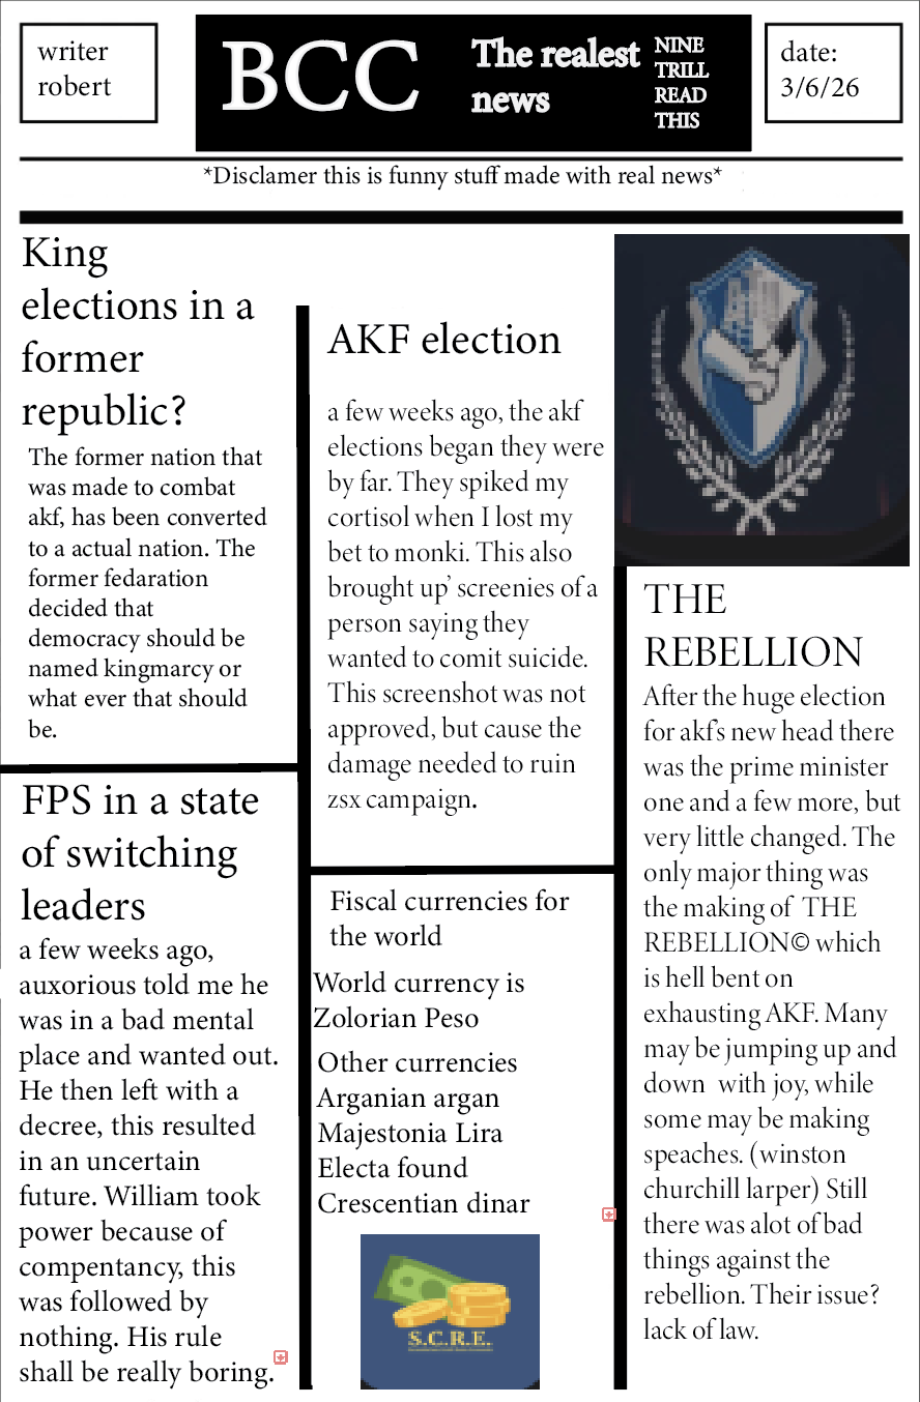 writer
robert
BCC
The realest
news
NINE
TRILL
READ
THIS
date:
3/6/26
*Disclamer this is funny stuff made with real news*
King
elections in a
former
republic?
The former nation that
was made to combat
akf, has been converted
to a actual nation. The
former fedaration
decided that
democracy should be
named kingmarcy or
what ever that should
be.
FPS in a state
of switching
leaders
a few weeks ago,
auxorious told me he
was in a bad mental
place and wanted out.
He then left with a
decree, this resulted
in an uncertain
future. William took
power because of
compentancy, this
was followed by
nothing. His rule
shall be really boring.
AKF election
a few weeks ago, the akf
elections began they were
by far. They spiked my
cortisol when I lost my
bet to monki. This also
brought up' screenies of a
person saying they
wanted to comit suicide.
This screenshot was not
approved, but cause the
damage needed to ruin
zsx campaign.
Fiscal currencies for
the world
World currency is
Zolorian Peso
Other currencies
Arganian argan
Majestonia Lira
Electa found
Crescentian dinar
S.C.R.E.
THE
REBELLION
After the huge election
for akf's new head there
was the prime minister
one and a few more, but
very little changed. The
only major thing was
the making of THE
REBELLION© which
is hell bent on
exhausting AKF. Many
may be jumping up and
down with joy, while
some may be making
speaches. (winston
churchill larper) Still
there was alot of bad
things against the
rebellion. Their issue?
lack of law.